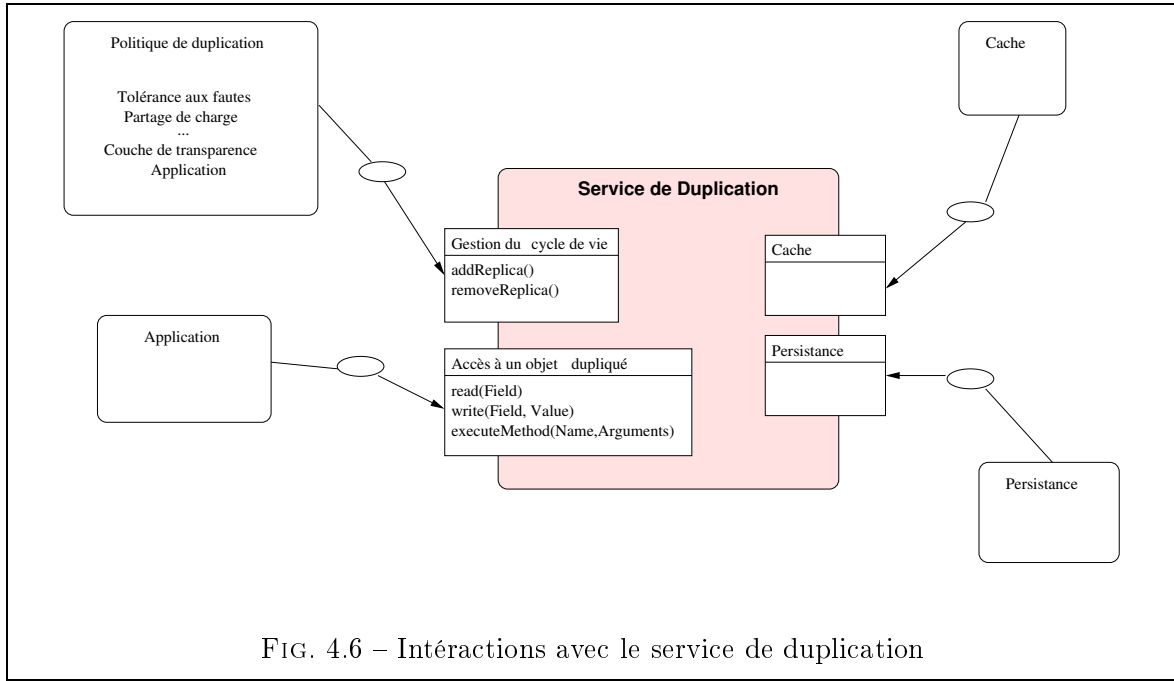 Politique de duplication
Tolérance aux fautes
Partage de charge
...
Couche de transparence
Application
Cache
Service de Duplication
Gestion du cycle de vie
addReplica()
removeReplica()
Cache
Application
Accès à un objet dupliqué
read(Field)
write(Field, Value)
executeMethod(Name,Arguments)
Persistance
Persistance
FIG. 4.6 – Intéractions avec le service de duplication